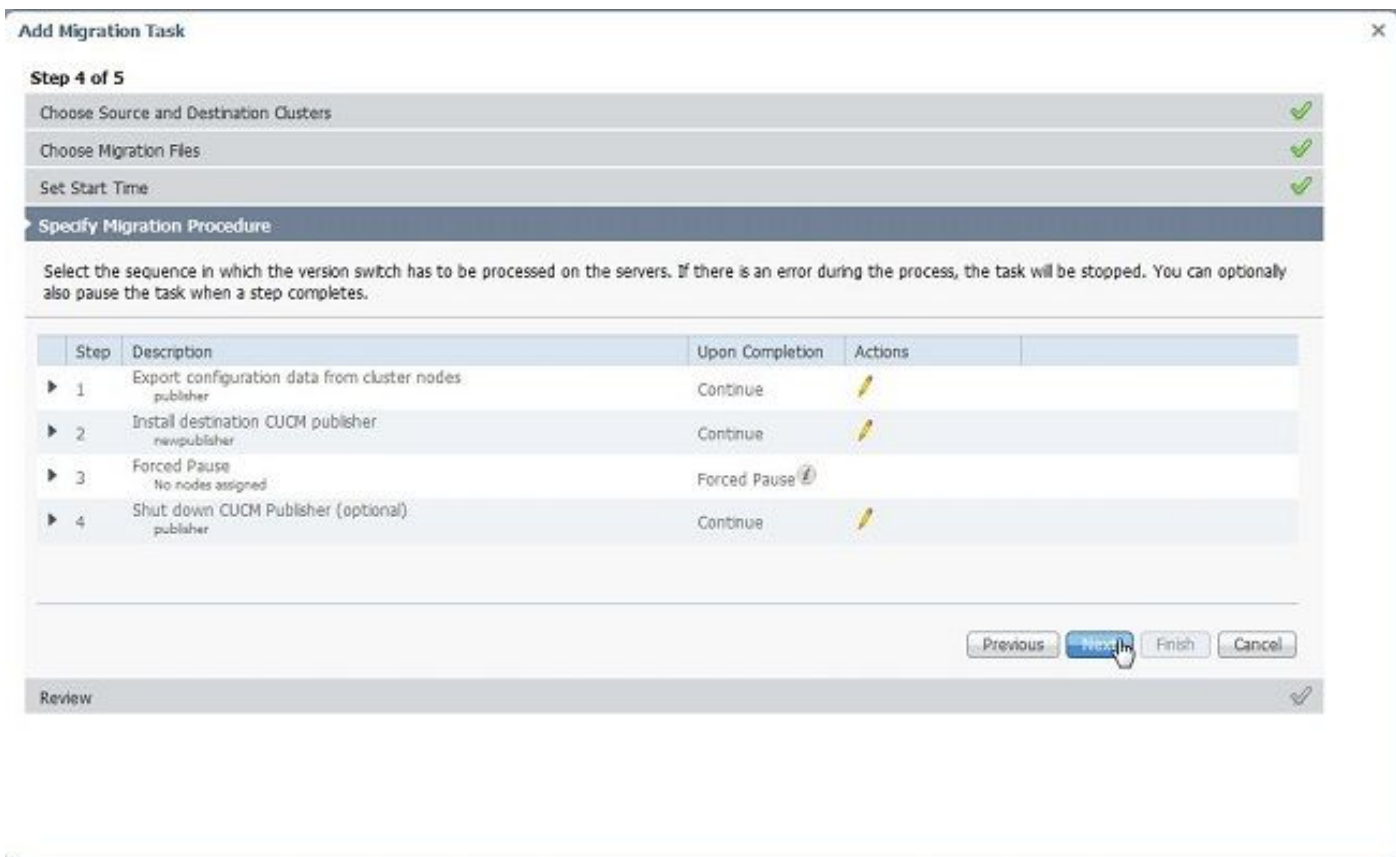 Add Migration Task
Step 4 of 5
Choose Source and Destination Clusters
Choose Migration Files
Set Start Time
Specify Migration Procedure
Select the sequence in which the version switch has to be processed on the servers. If there is an error during the process, the task will be stopped. You can optionally
also pause the task when a step completes.
Step Description Upon Completion Actions
1 Export configuration data from cluster nodes Continue
publisher
2 Install destination CUCM publisher Continue
newpublisher
3 Forced Pause Forced Pause
No nodes assigned
4 Shut down CUCM Publisher (optional) Continue
publisher
Previous Next Finish Cancel
Review